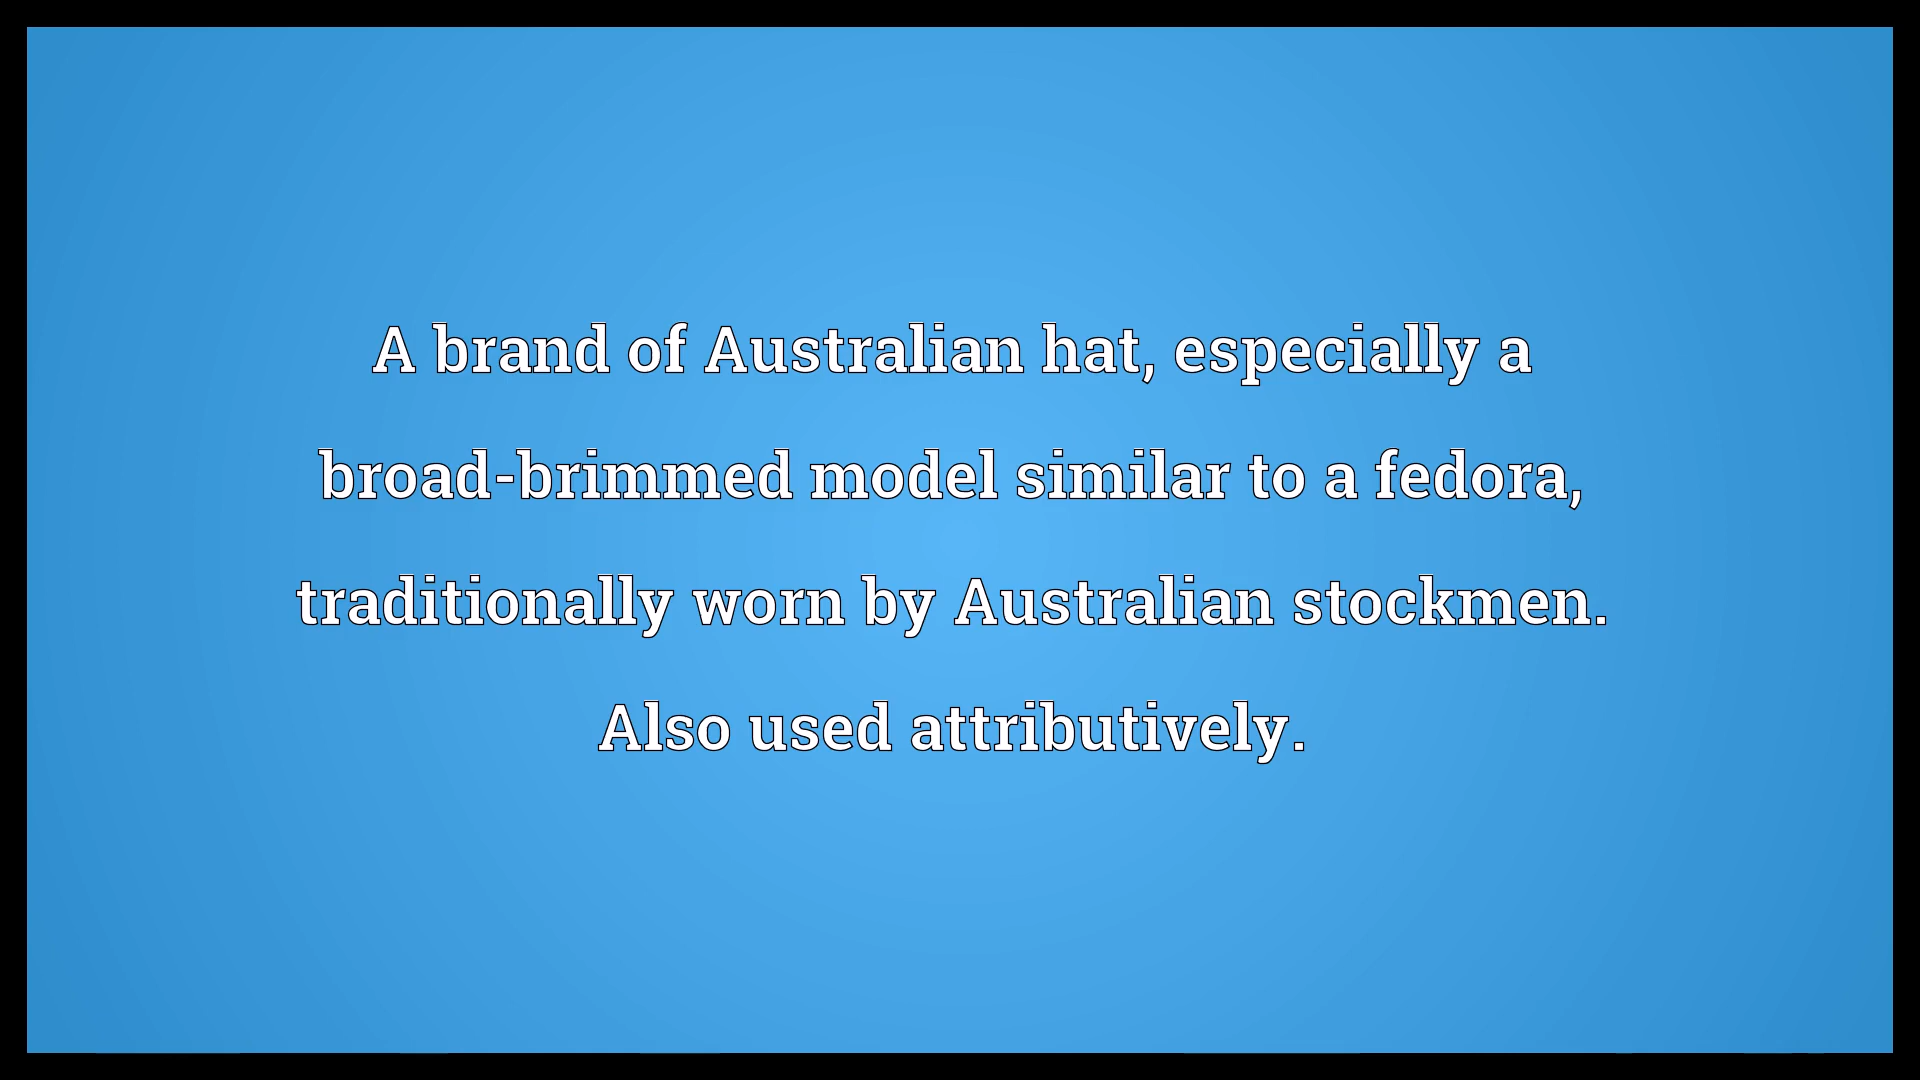 A brand of Australian hat, especially a
broad-brimmed model similar to a fedora,
traditionally worn by Australian stockmen.
Also used attributively.